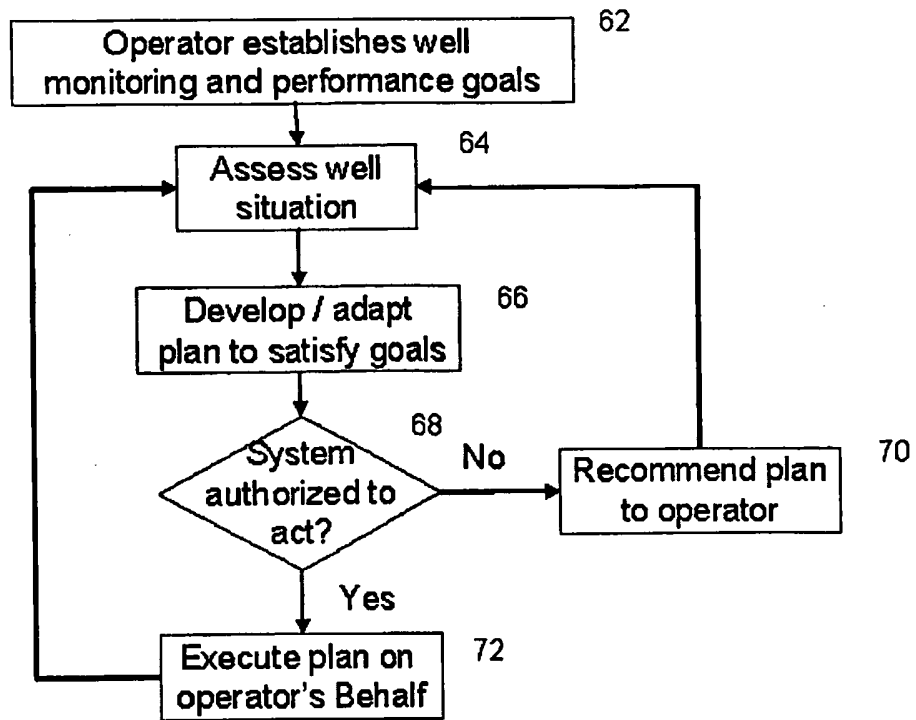 62
Operator establishes well
monitoring and performance goals
64
Assess well
situation
66
Develop / adapt
plan to satisfy goals
68
System
authorized to
act?
No
70
Recommend plan
to operator
Yes
72
Execute plan on
operator's Behalf